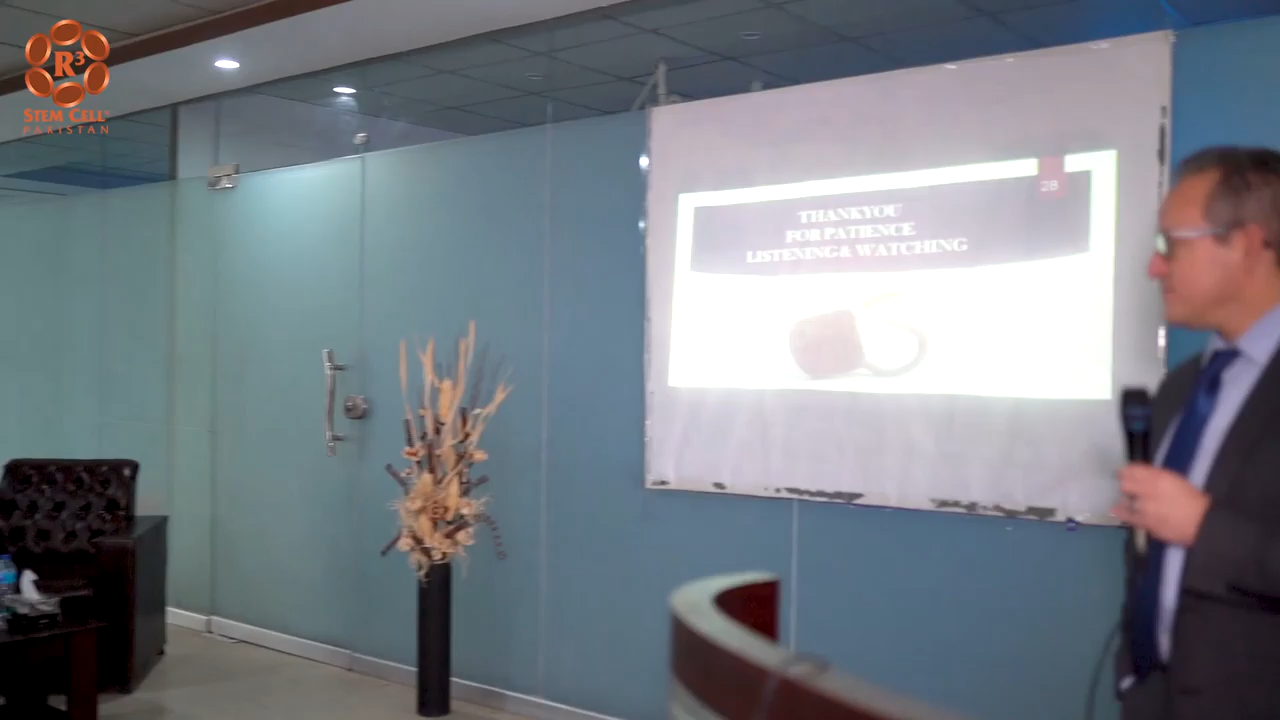 R³
STEM CELL
PAKISTAN
28
THANKYOU
FOR PATIENCE
LISTENING & WATCHING